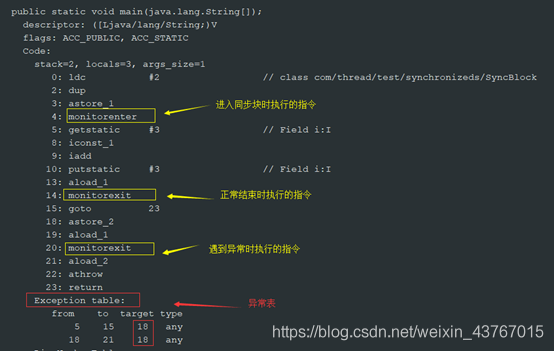 public static void main(java.lang.String[]);
descriptor: ([Ljava/lang/String;)V
flags: ACC_PUBLIC, ACC_STATIC
Code:
stack=2, locals=3, args_size=1
0: ldc #2 // class com/thread/test/synchronizeds/SyncBlock
2: dup
3: astore_1
4: monitorenter 进入同步块时执行的指令
5: getstatic #3 // Field i:I
8: iconst_1
9: iadd
10: putstatic #3 // Field i:I
13: aload_1
14: monitorexit 正常结束时执行的指令
15: goto 23
18: astore_2
19: aload_1
20: monitorexit 遇到异常时执行的指令
21: aload_2
22: athrow
23: return
Exception table: 异常表
from to target type
5 15 18 any
18 21 18 any
https://blog.csdn.net/weixin_43767015